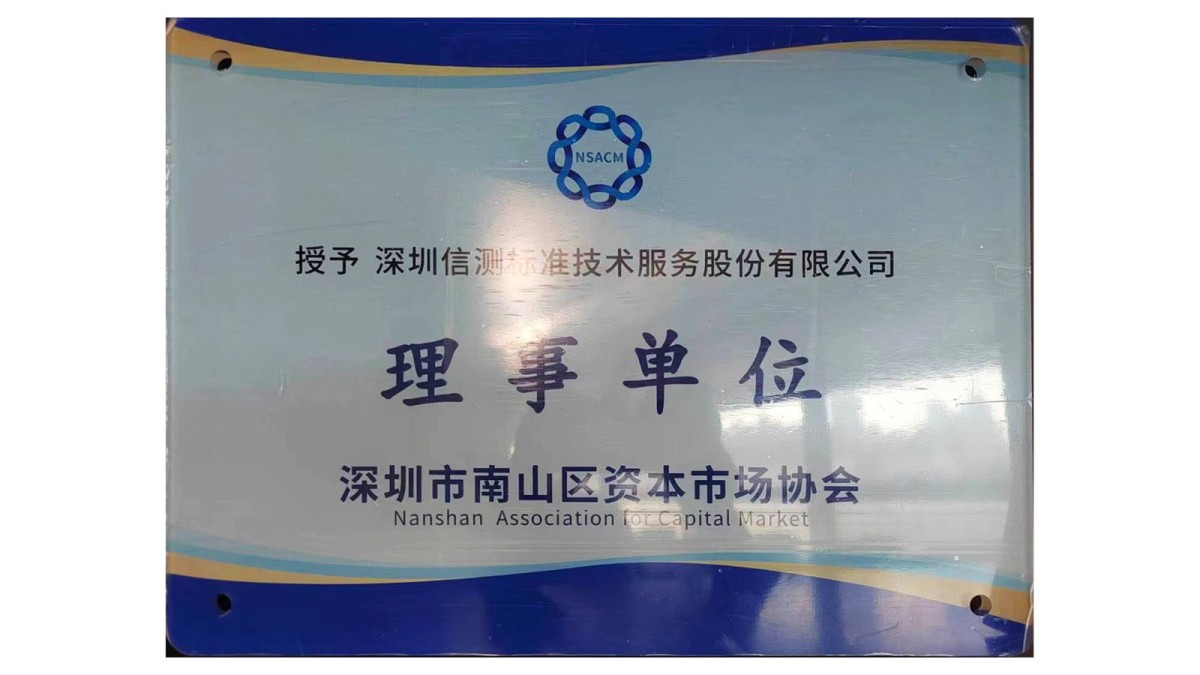 NSACM
授予 深圳信测标准技术服务股份有限公司
理事单位
深圳市南山区资本市场协会
Nanshan Association for Capital Market